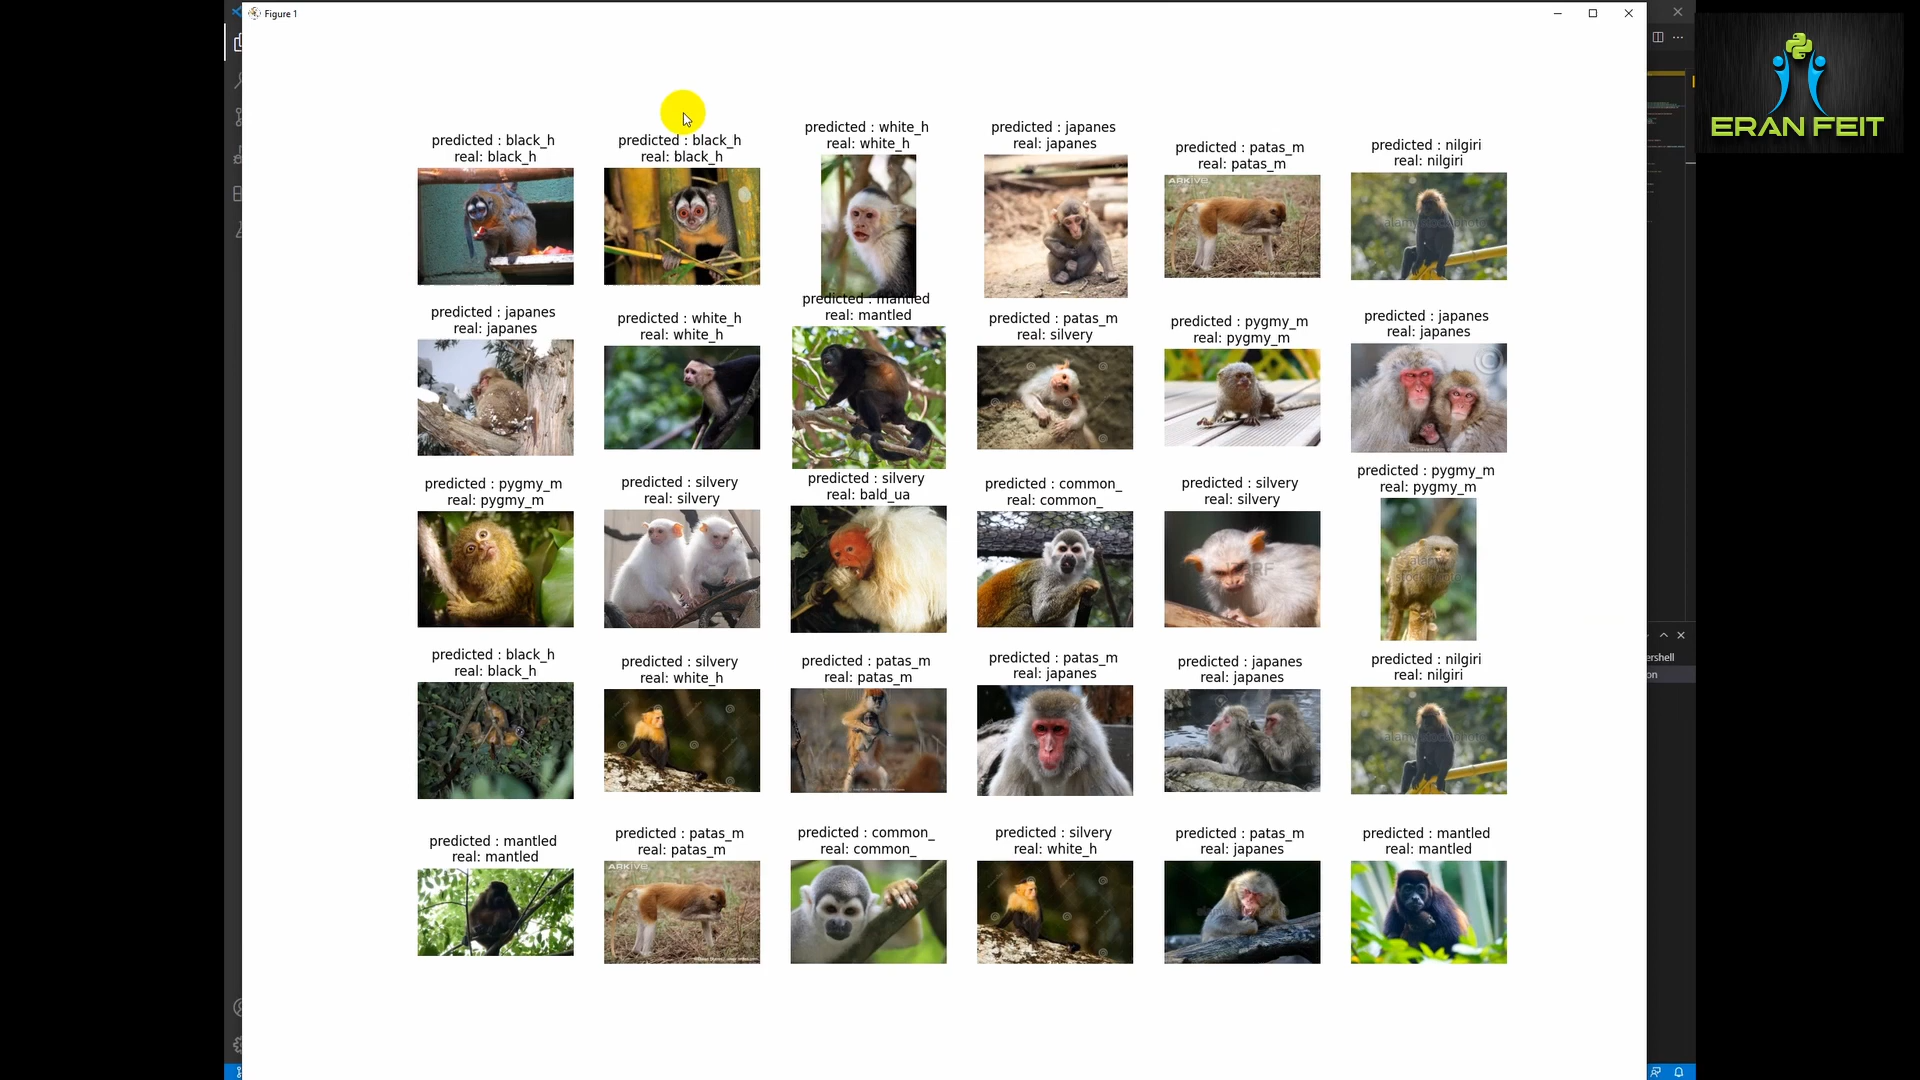 Figure 1
ERAN FEIT
predicted : black_h
real: black_h
predicted : black_h
real: black_h
predicted : white_h
real: white_h
predicted : japanes
real: japanes
predicted : patas_m
real: patas_m
predicted : nilgiri
real: nilgiri
ARKIVE
predicted : japanes
real: japanes
predicted : white_h
real: white_h
predicted : mantled
real: mantled
predicted : patas_m
real: silvery
predicted : pygmy_m
real: pygmy_m
predicted : japanes
real: japanes
predicted : pygmy_m
real: pygmy_m
predicted : silvery
real: silvery
predicted : silvery
real: bald_ua
predicted : common_
real: common_
predicted : silvery
real: silvery
predicted : pygmy_m
real: pygmy_m
predicted : black_h
real: black_h
predicted : silvery
real: white_h
predicted : patas_m
real: patas_m
predicted : patas_m
real: japanes
predicted : japanes
real: japanes
predicted : nilgiri
real: nilgiri
ershell
on
predicted : mantled
real: mantled
predicted : patas_m
real: patas_m
predicted : common_
real: common_
predicted : silvery
real: white_h
predicted : patas_m
real: japanes
predicted : mantled
real: mantled
ARKIVE